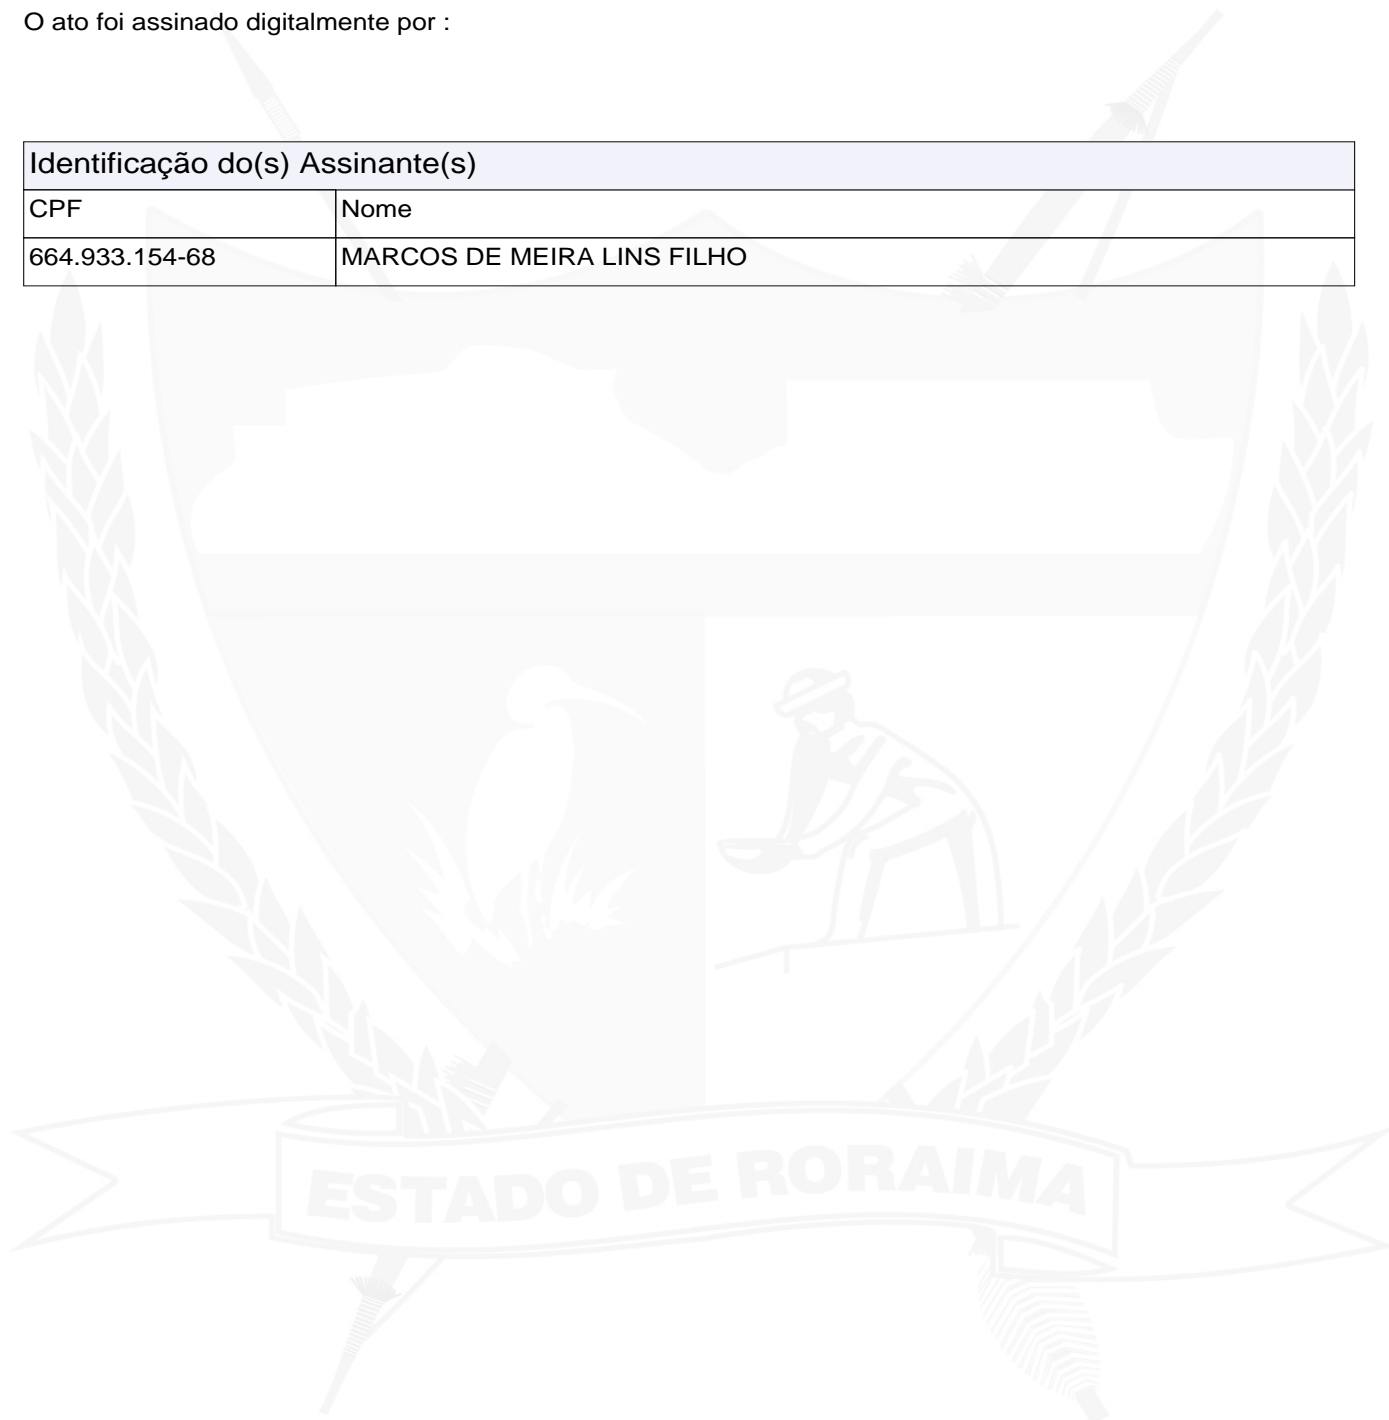 O ato foi assinado digitalmente por :
Identificação do(s) Assinante(s)
CPF Nome
664.933.154-68 MARCOS DE MEIRA LINS FILHO
ESTADO DE RORAIMA